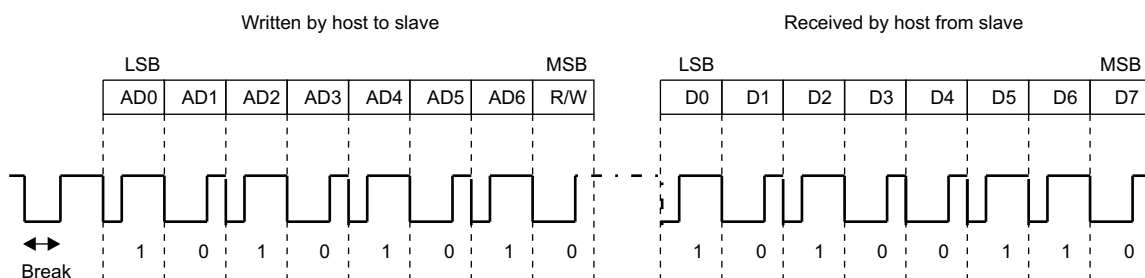 Written by host to slave Received by host from slave
LSB MSB LSB MSB
AD0 AD1 AD2 AD3 AD4 AD5 AD6 R/W D0 D1 D2 D3 D4 D5 D6 D7
1 0 1 0 1 0 1 0 1 0 1 0 0 1 1 0
Break